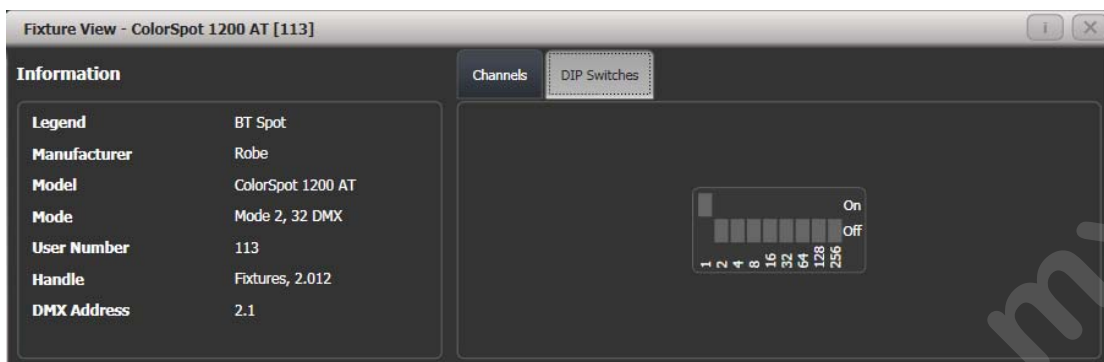 Fixture View - ColorSpot 1200 AT [113]
i
Information
Channels
DIP Switches
Legend BT Spot
Manufacturer Robe
Model ColorSpot 1200 AT
Mode Mode 2, 32 DMX
User Number 113
Handle Fixtures, 2.012
DMX Address 2.1
On
Off
1 2 4 8 16 32 64 128 256